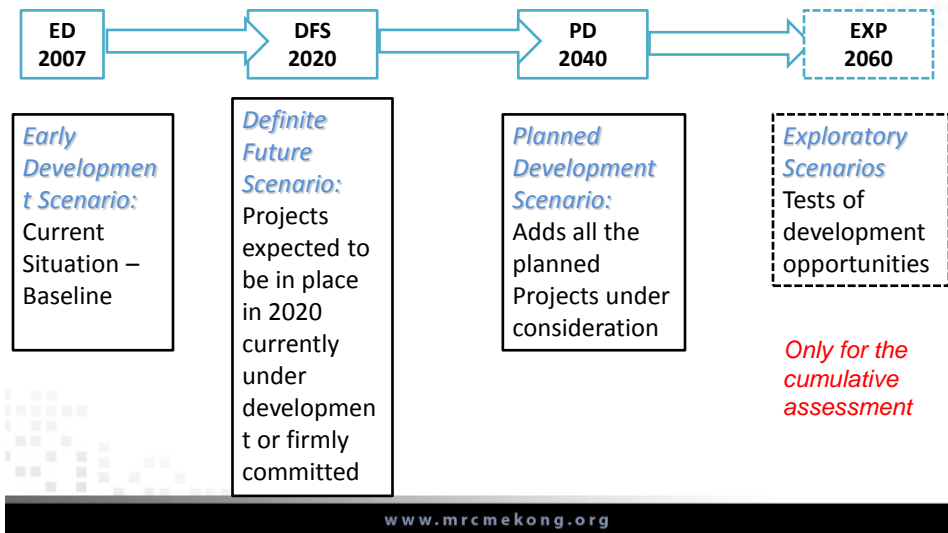 ED
2007
DFS
2020
PD
2040
EXP
2060
Early
Developmen
t Scenario:
Current
Situation –
Baseline
Definite
Future
Scenario:
Projects
expected to
be in place
in 2020
currently
under
developmen
t or firmly
committed
Planned
Development
Scenario:
Adds all the
planned
Projects under
consideration
Exploratory
Scenarios
Tests of
development
opportunities
Only for the
cumulative
assessment
www.mrcmekong.org